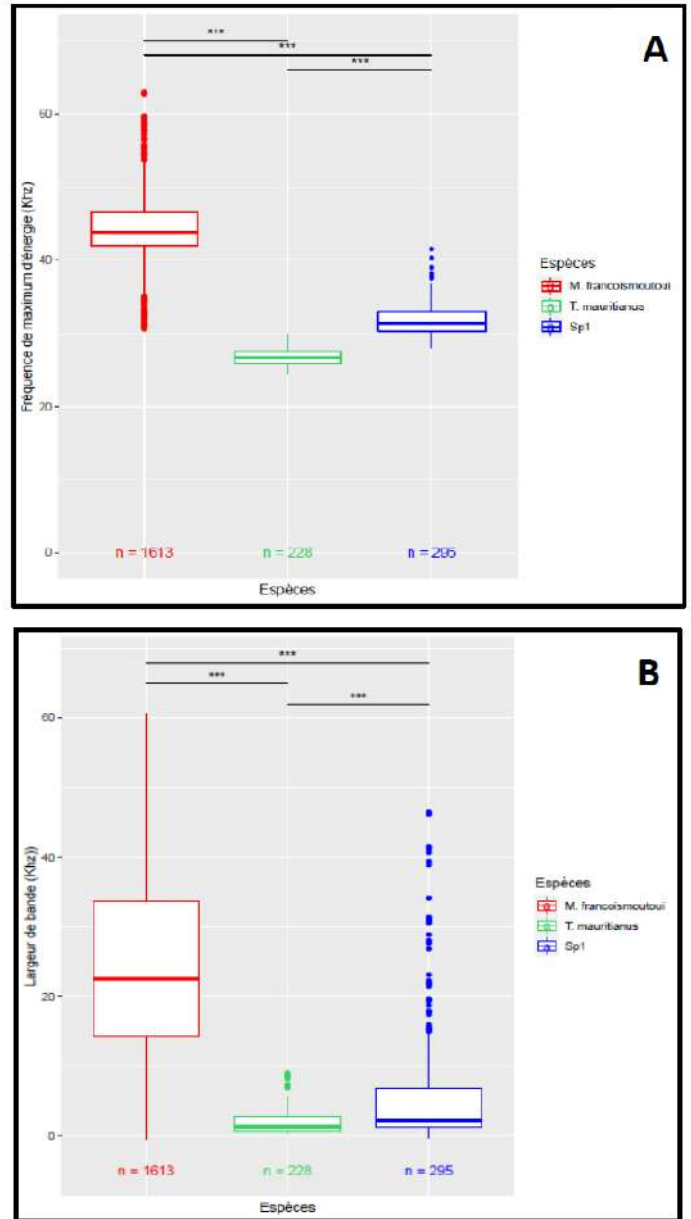 A
***
***
***
Fréquence de maximum d'énergie (Khz)
60
40
20
0
n = 1613
n = 228
n = 295
Espèces
Espèces
M. francoismoutoui
T. mauritianus
Sp1
B
***
***
***
Largeur de bande (Khz))
60
40
20
0
n = 1613
n = 228
n = 295
Espèces
Espèces
M. francoismoutoui
T. mauritianus
Sp1